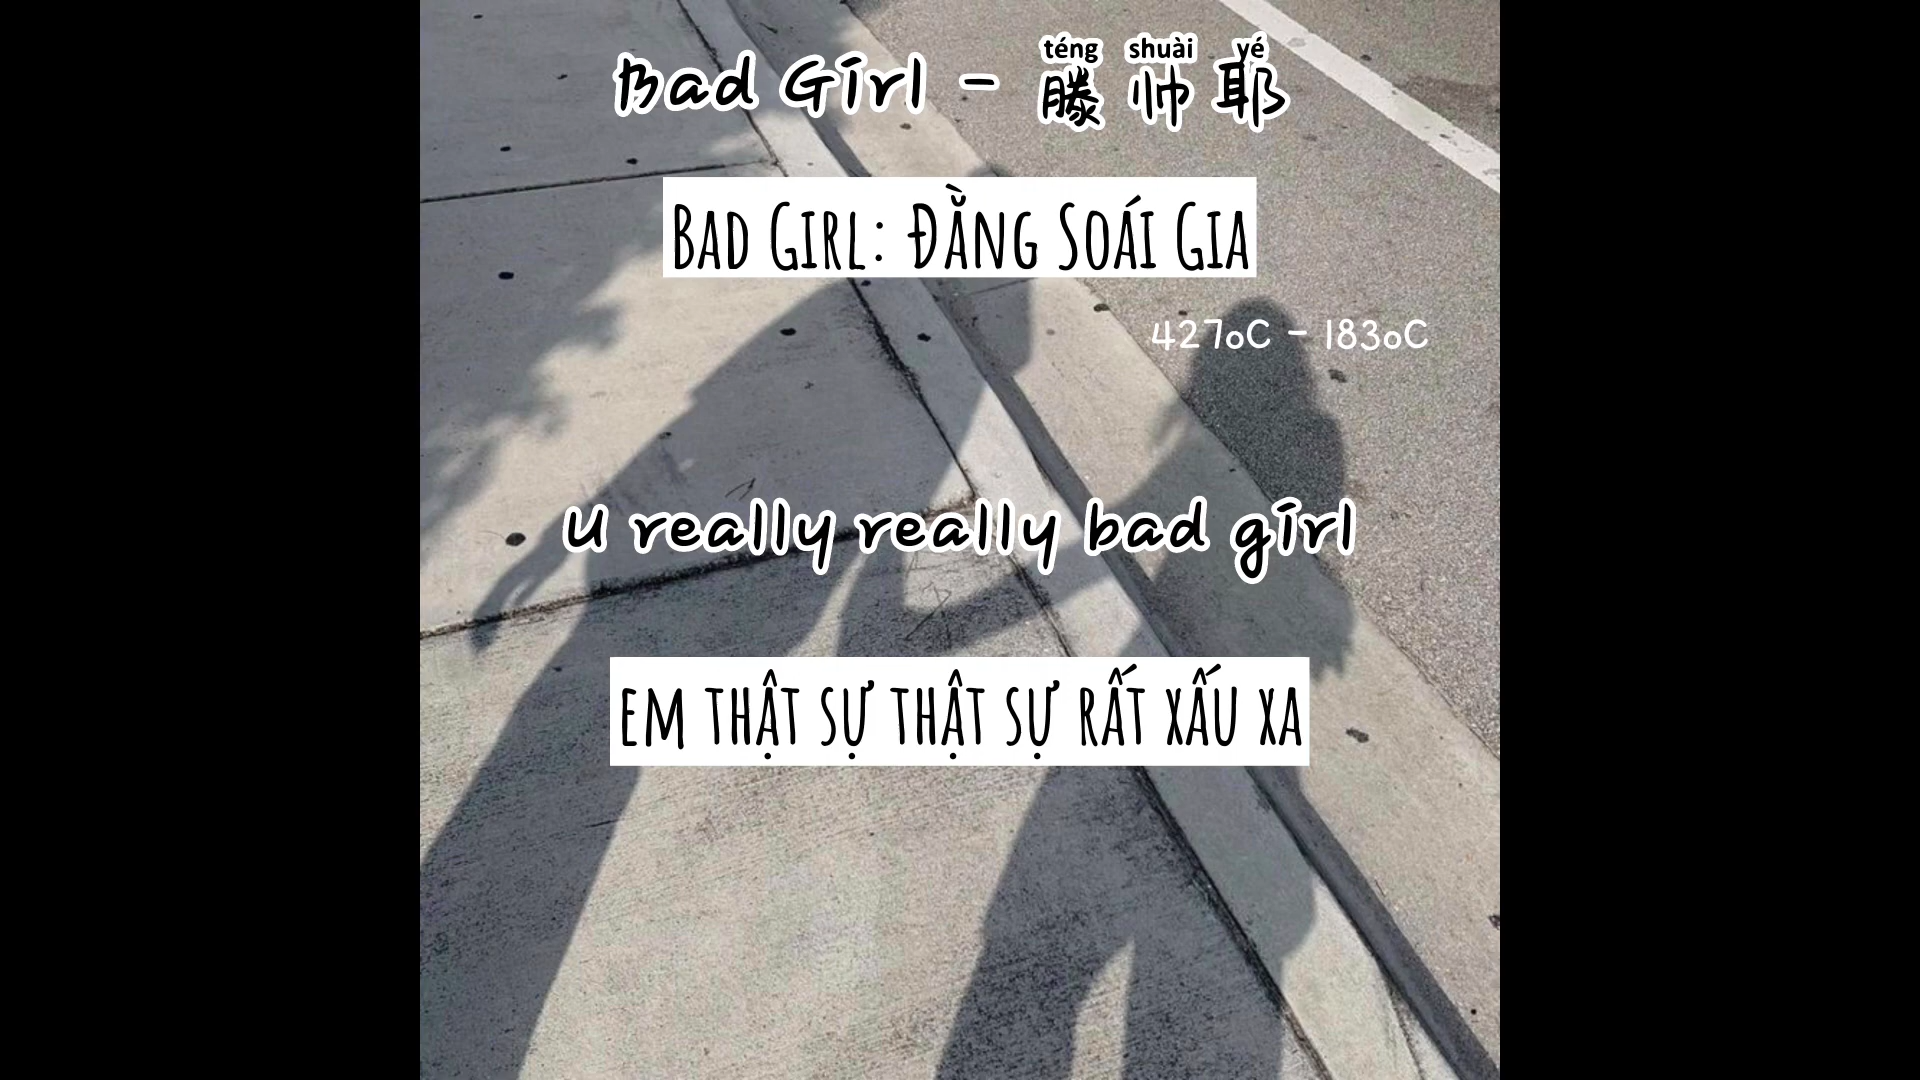 téng shuài yé
Bad Girl - 滕帅耶
BAD GIRL: ĐẰNG SOÁI GIA
427oC - 183oC
U really really bad girl
EM THẬT SỰ THẬT SỰ RẤT XẤU XA